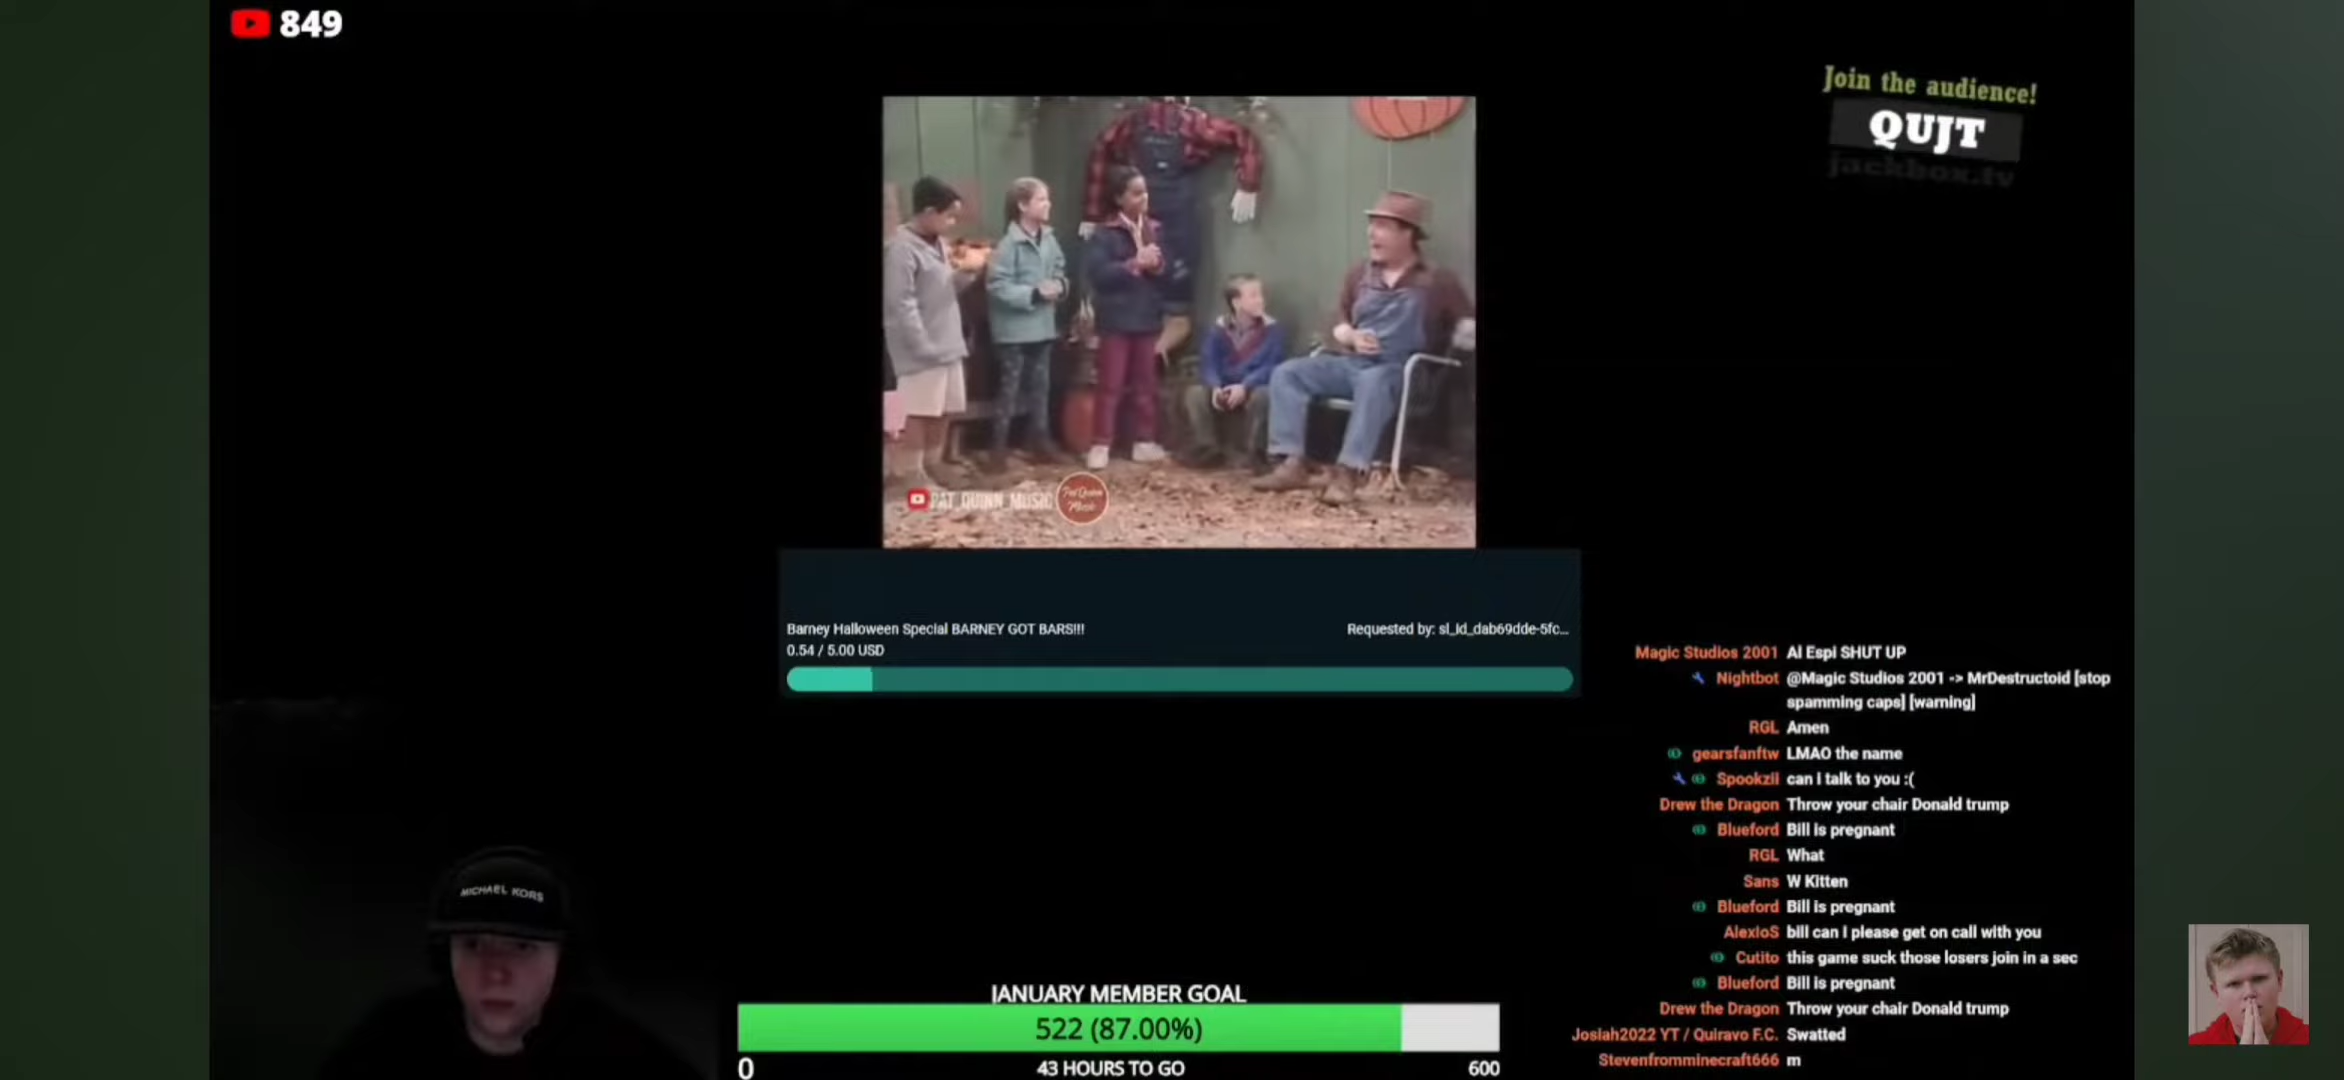 849
Join the audience!
QUJT
jackbox.tv
PAT_QUINN_MUSIC
Pat Quinn
Music
Barney Halloween Special BARNEY GOT BARS!!!
Requested by: sl_id_dab69dde-5fc...
0.54 / 5.00 USD
Magic Studios 2001 Al Espi SHUT UP
Nightbot @Magic Studios 2001 -> MrDestructoid [stop
spamming caps] [warning]
RGL Amen
gearsfanftw LMAO the name
Spookzii can i talk to you :(
Drew the Dragon Throw your chair Donald trump
Blueford Bill is pregnant
RGL What
Sans W Kitten
Blueford Bill is pregnant
AlexioS bill can i please get on call with you
Cutito this game suck those losers join in a sec
Blueford Bill is pregnant
Drew the Dragon Throw your chair Donald trump
Josiah2022 YT / Quiravo F.C. Swatted
Stevenfromminecraft666 m
MICHAEL KORS
JANUARY MEMBER GOAL
522 (87.00%)
0
43 HOURS TO GO
600